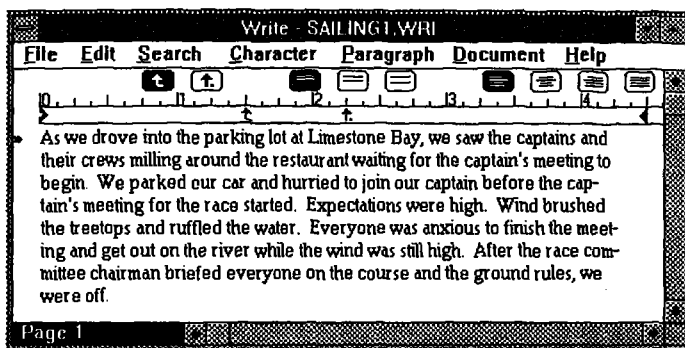 Write - SAILING1.WRI
File Edit Search Character Paragraph Document Help
0 1 2 3 4
As we drove into the parking lot at Limestone Bay, we saw the captains and
their crews milling around the restaurant waiting for the captain's meeting to
begin. We parked our car and hurried to join our captain before the cap-
tain's meeting for the race started. Expectations were high. Wind brushed
the treetops and ruffled the water. Everyone was anxious to finish the meet-
ing and get out on the river while the wind was still high. After the race com-
mittee chairman briefed everyone on the course and the ground rules, we
were off.
Page 1